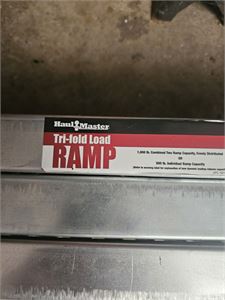 Haul Master
Tri-fold Load
RAMP
1,000 lb. Combined Two Ramp Capacity, Evenly Distributed
OR
500 lb. Individual Ramp Capacity